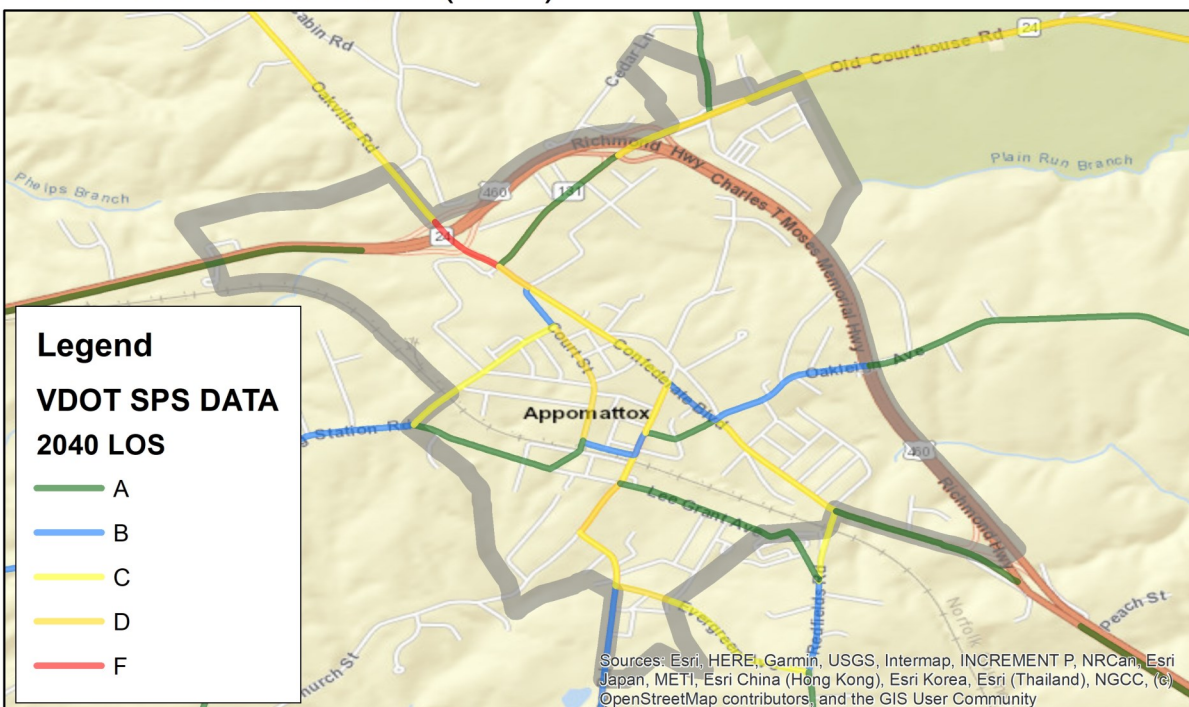 Cabin Rd
Cedar Ln
Old Courthouse Rd
24
Oakville Rd
Richmond Hwy
Charles T Moses Memorial Hwy
Plain Run Branch
Phelps Branch
460
131
24
Legend
VDOT SPS DATA
2040 LOS
A
B
C
D
F
Court St
Confederate Blvd
Oakleigh Ave
Appomattox
Station Rd
460
Lee Grant Ave
Richmond Hwy
Redfields Rd
Evergreen
Norfolk
Peach St
Church St
Sources: Esri, HERE, Garmin, USGS, Intermap, INCREMENT P, NRCan, Esri
Japan, METI, Esri China (Hong Kong), Esri Korea, Esri (Thailand), NGCC, (c)
OpenStreetMap contributors, and the GIS User Community